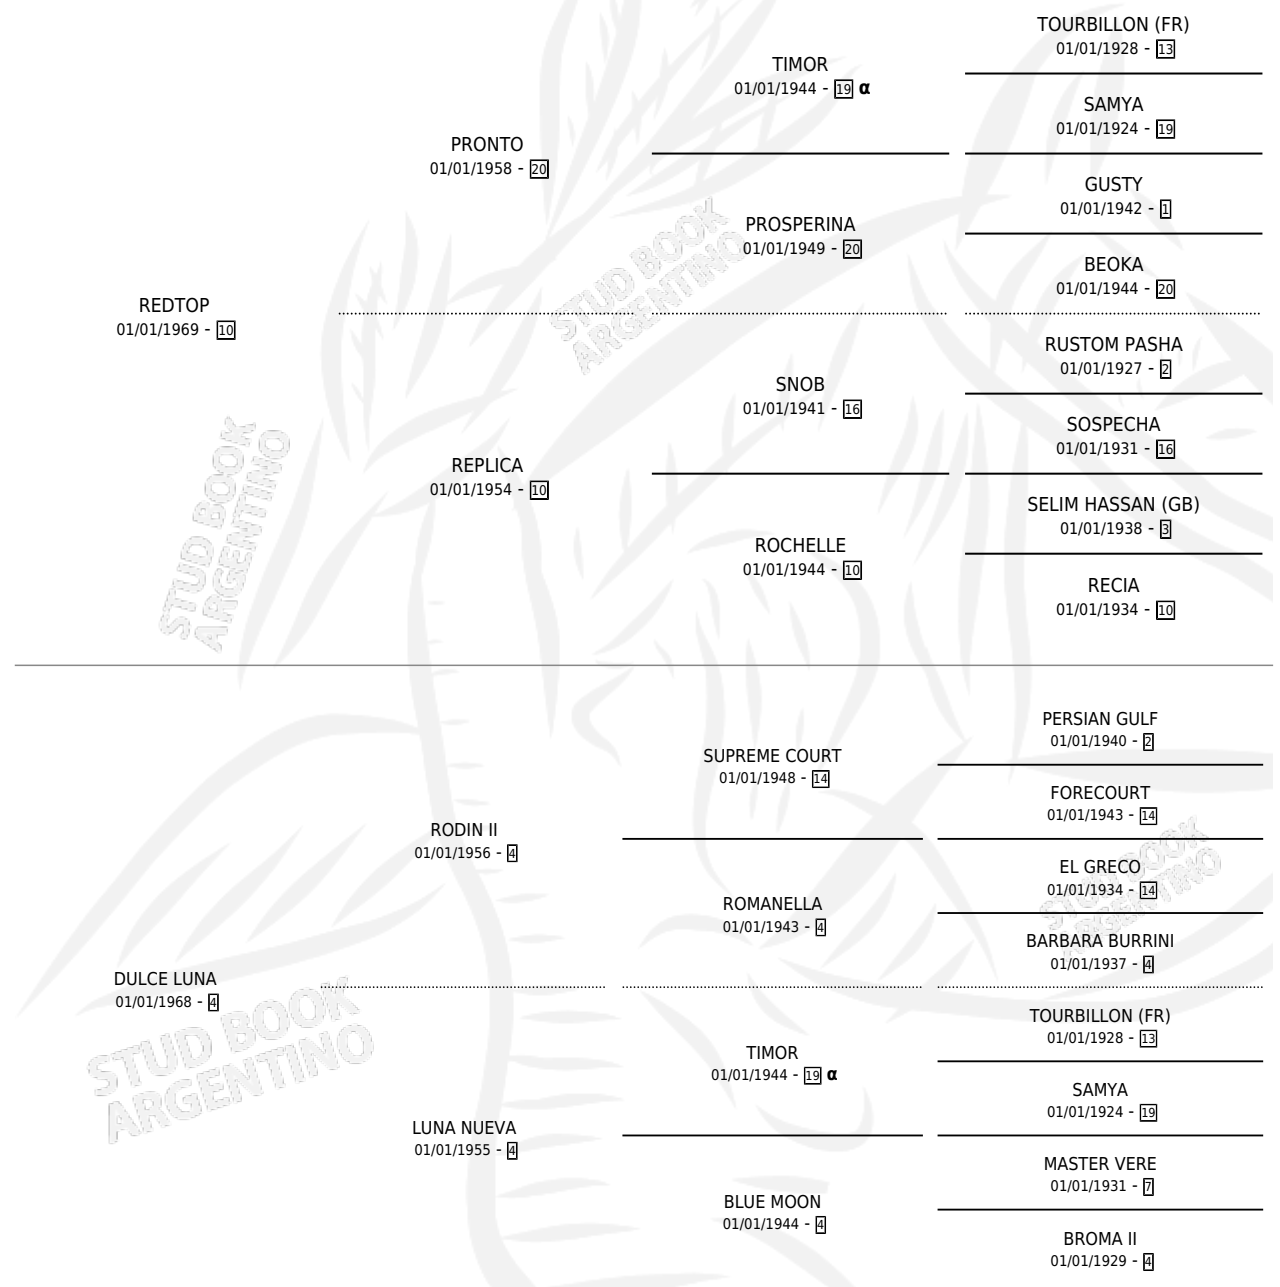 TOURBILLON (FR)
01/01/1928 - 13
TIMOR
01/01/1944 - 19 α
SAMYA
01/01/1924 - 19
PRONTO
01/01/1958 - 20
GUSTY
01/01/1942 - 1
PROSPERINA
01/01/1949 - 20
BEOKA
01/01/1944 - 20
REDTOP
01/01/1969 - 10
RUSTOM PASHA
01/01/1927 - 2
SNOB
01/01/1941 - 16
SOSPECHA
01/01/1931 - 16
REPLICA
01/01/1954 - 10
SELIM HASSAN (GB)
01/01/1938 - 3
ROCHELLE
01/01/1944 - 10
RECIA
01/01/1934 - 10
PERSIAN GULF
01/01/1940 - 2
SUPREME COURT
01/01/1948 - 14
FORECOURT
01/01/1943 - 14
RODIN II
01/01/1956 - 4
EL GRECO
01/01/1934 - 14
ROMANELLA
01/01/1943 - 4
BARBARA BURRINI
01/01/1937 - 4
DULCE LUNA
01/01/1968 - 4
TOURBILLON (FR)
01/01/1928 - 13
TIMOR
01/01/1944 - 19 α
SAMYA
01/01/1924 - 19
LUNA NUEVA
01/01/1955 - 4
MASTER VERE
01/01/1931 - 7
BLUE MOON
01/01/1944 - 4
BROMA II
01/01/1929 - 4
STUD BOOK
ARGENTINO
STUD BOOK
ARGENTINO
STUD BOOK
ARGENTINO
STUD BOOK
ARGENTINO